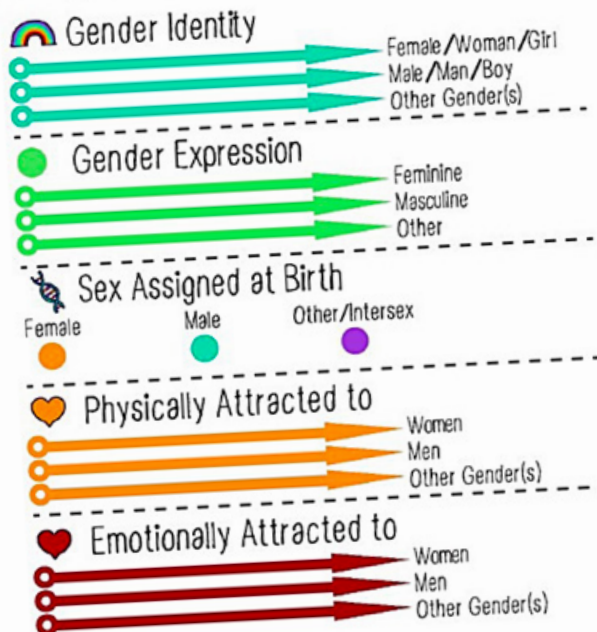 Gender Identity
Female/Woman/Girl
Male/Man/Boy
Other Gender(s)
Gender Expression
Feminine
Masculine
Other
Sex Assigned at Birth
Female Male Other/Intersex
Physically Attracted to
Women
Men
Other Gender(s)
Emotionally Attracted to
Women
Men
Other Gender(s)